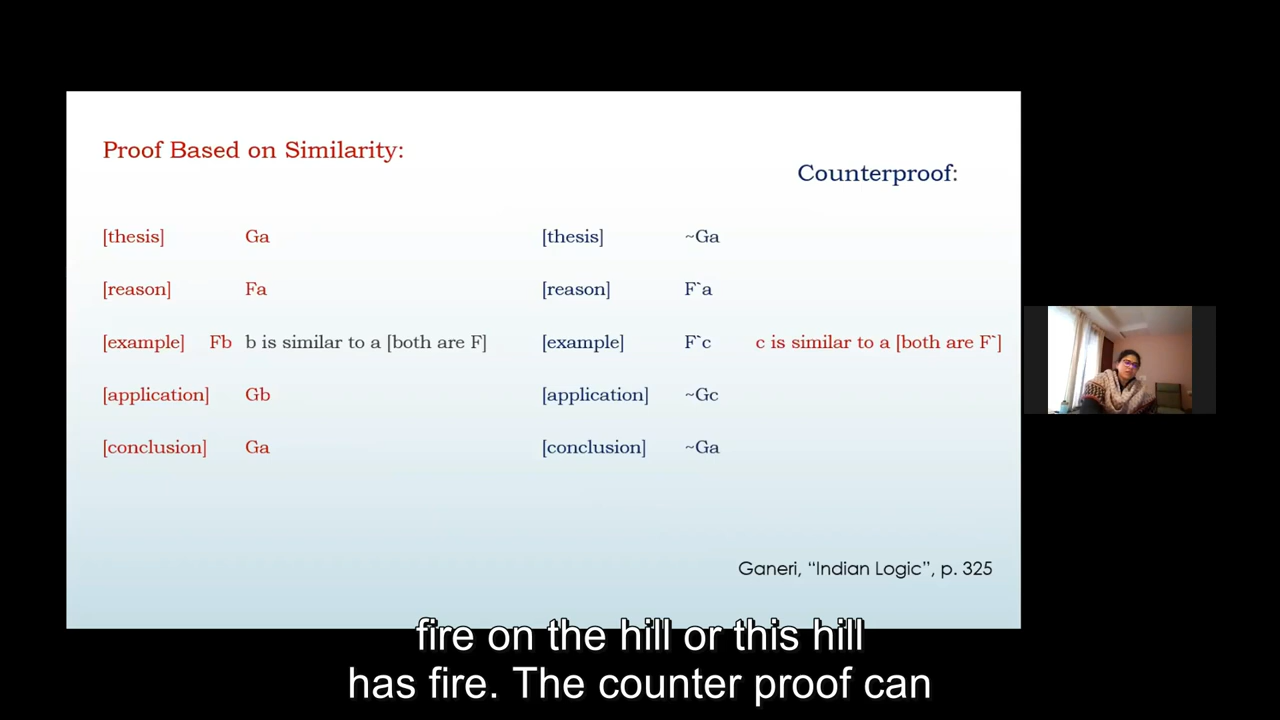 Proof Based on Similarity:
Counterproof:
[thesis] Ga [thesis] ~Ga
[reason] Fa [reason] F`a
[example] Fb b is similar to a [both are F] [example] F`c c is similar to a [both are F`]
[application] Gb [application] ~Gc
[conclusion] Ga [conclusion] ~Ga
Ganeri, “Indian Logic”, p. 325
fire on the hill or this hill
has fire. The counter proof can